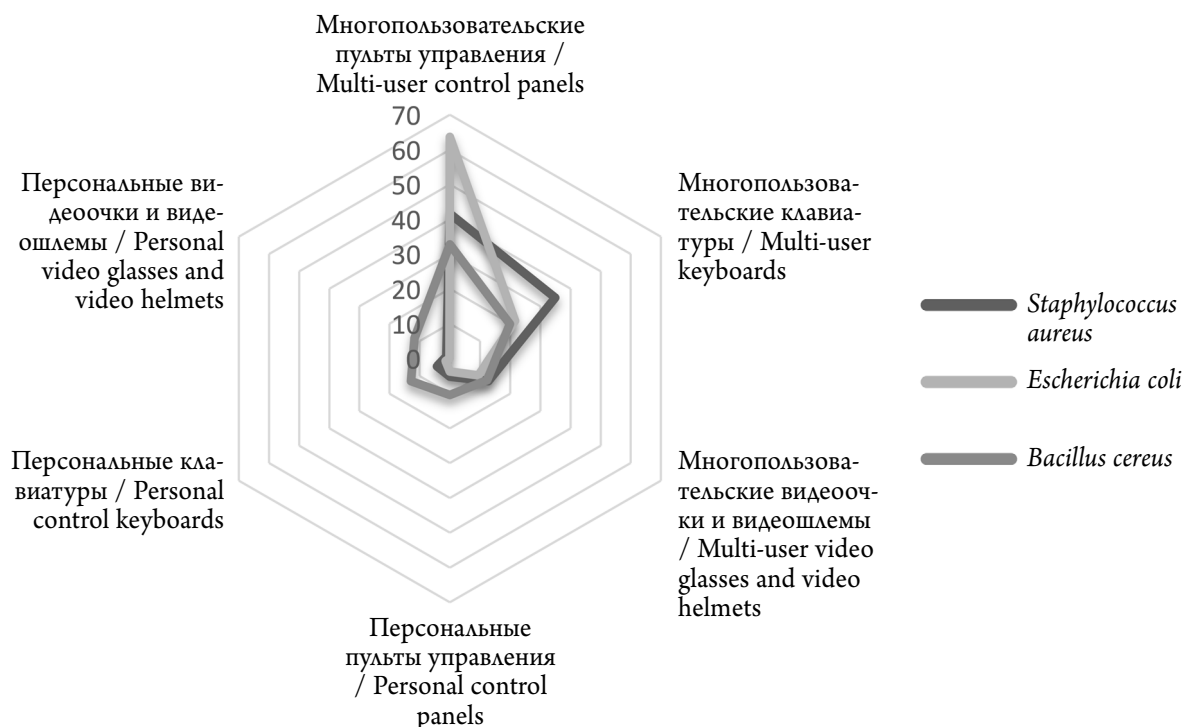 Многопользовательские
пульты управления /
Multi-user control panels
70
60
50
40
30
20
10
0
Персональные ви-
деоочки и виде-
ошлемы / Personal
video glasses and
video helmets
Многопользова-
тельские клавиа-
туры / Multi-user
keyboards
Staphylococcus
aureus
Escherichia coli
Bacillus cereus
Персональные кла-
виатуры / Personal
control keyboards
Многопользова-
тельские видеооч-
ки и видеошлемы
/ Multi-user video
glasses and video
helmets
Персональные
пульты управления
/ Personal control
panels